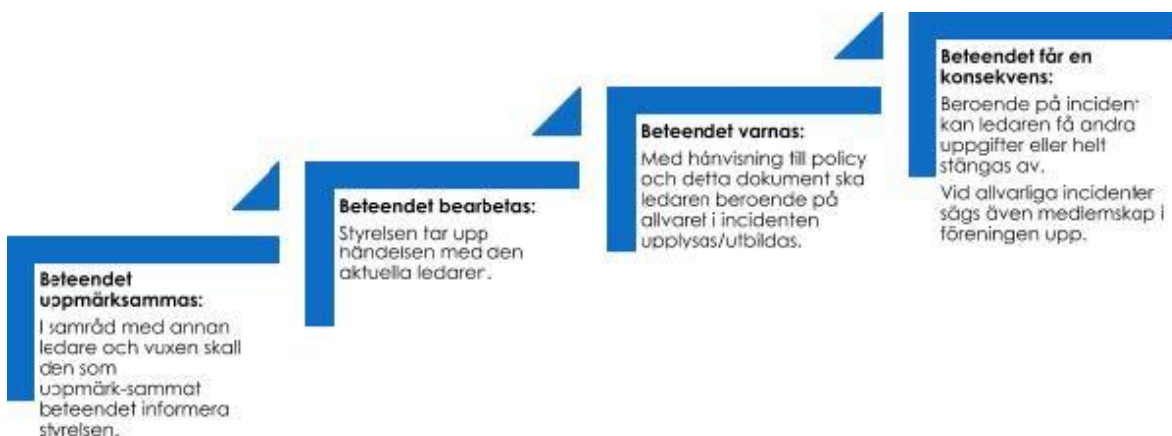 Beteendet
uppmärksammas:
I samråd med annan
ledare och vuxen skall
den som
uppmärk-sammat
beteendet informera
styrelsen.
Beteendet bearbetas:
Styrelsen tar upp
händelsen med den
aktuella ledaren.
Beteendet varnas:
Med hänvisning till policy
och detta dokument ska
ledaren beroende på
allvaret i incidenten
upplysas/utbildas.
Beteendet får en
konsekvens:
Beroende på incident
kan ledaren få andra
uppgifter eller helt
stängas av.
Vid allvarliga incidenter
sägs även medlemskap i
föreningen upp.